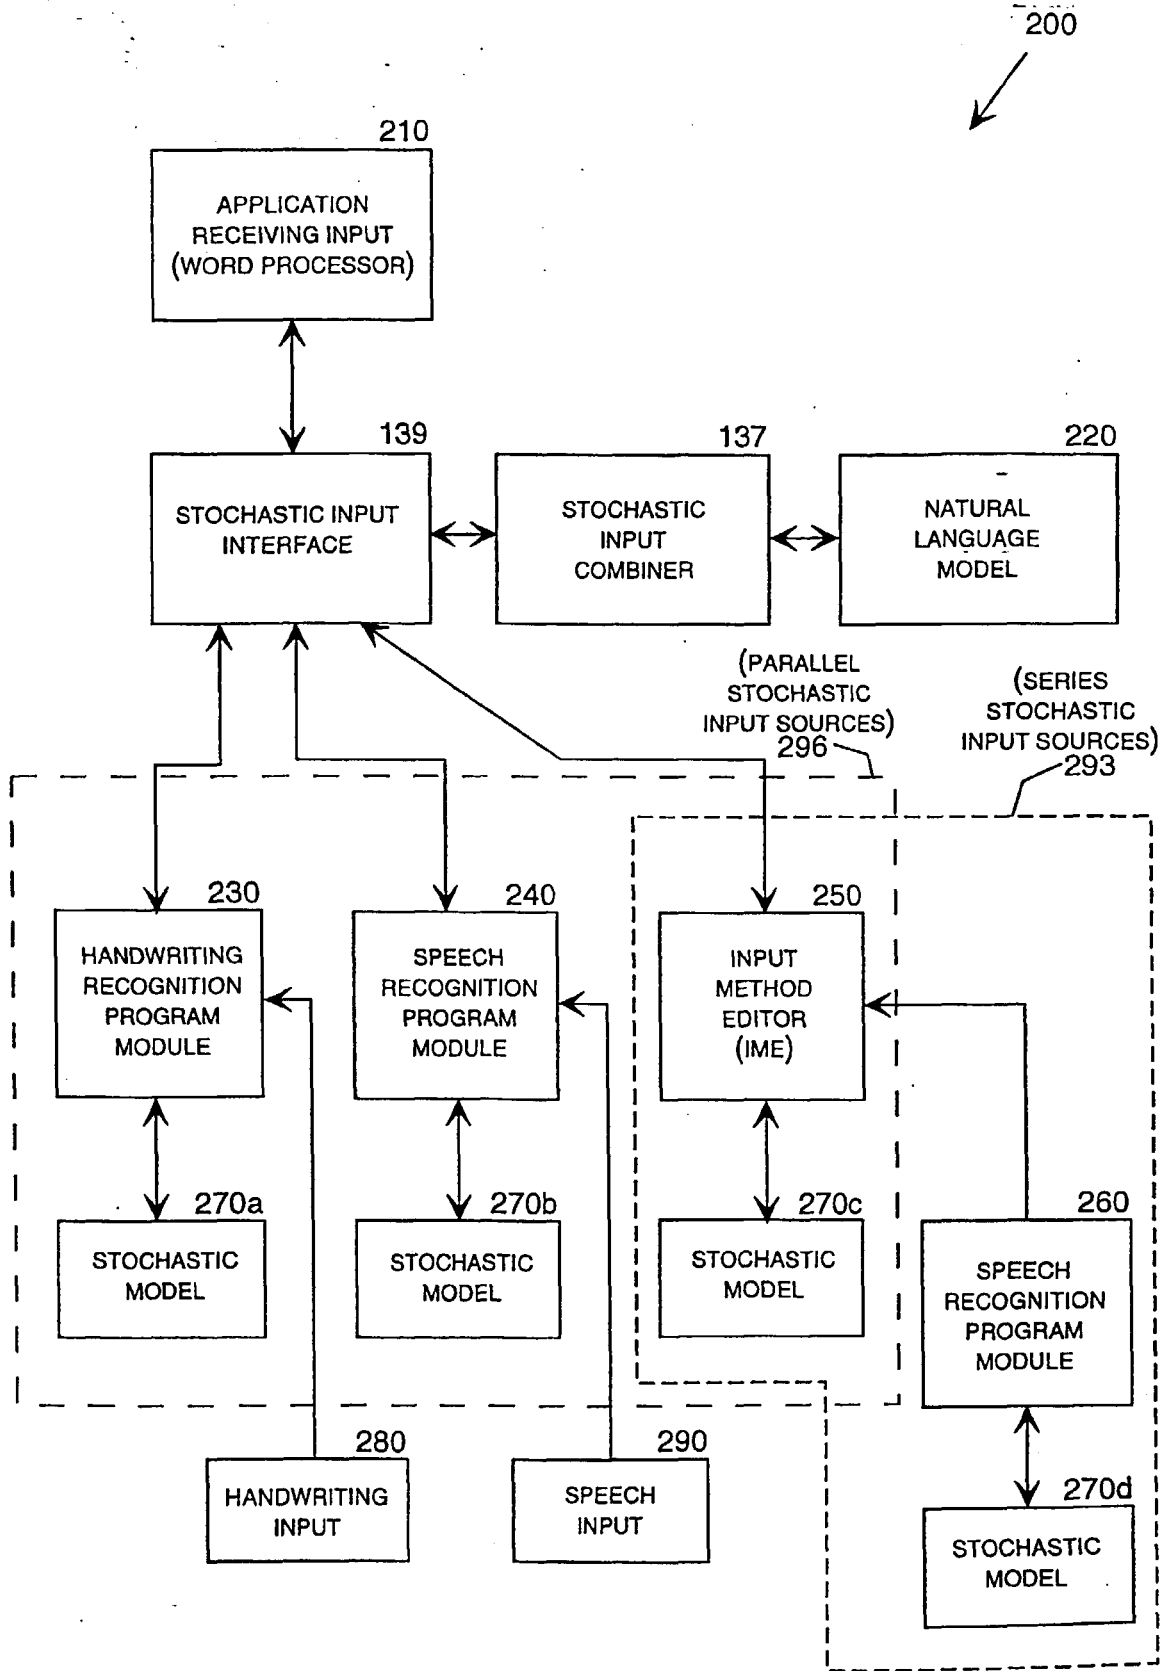 200
210
APPLICATION
RECEIVING INPUT
(WORD PROCESSOR)
139
STOCHASTIC INPUT
INTERFACE
137
STOCHASTIC
INPUT
COMBINER
220
NATURAL
LANGUAGE
MODEL
(PARALLEL
STOCHASTIC
INPUT SOURCES)
296
(SERIES
STOCHASTIC
INPUT SOURCES)
293
230
HANDWRITING
RECOGNITION
PROGRAM
MODULE
240
SPEECH
RECOGNITION
PROGRAM
MODULE
250
INPUT
METHOD
EDITOR
(IME)
270a
STOCHASTIC
MODEL
270b
STOCHASTIC
MODEL
270c
STOCHASTIC
MODEL
260
SPEECH
RECOGNITION
PROGRAM
MODULE
280
HANDWRITING
INPUT
290
SPEECH
INPUT
270d
STOCHASTIC
MODEL